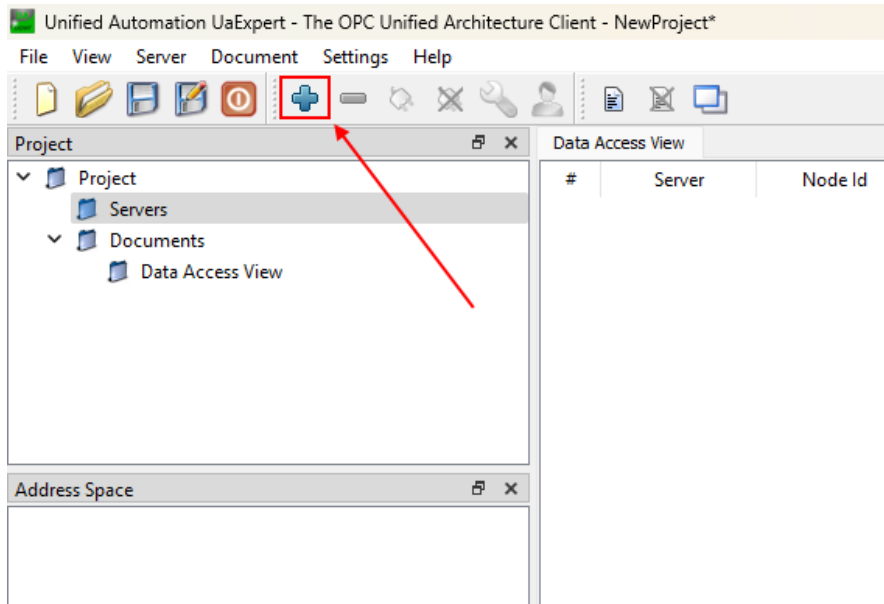 Unified Automation UaExpert - The OPC Unified Architecture Client - NewProject*
File View Server Document Settings Help
Project
Project
Servers
Documents
Data Access View
Address Space
Data Access View
# Server Node Id